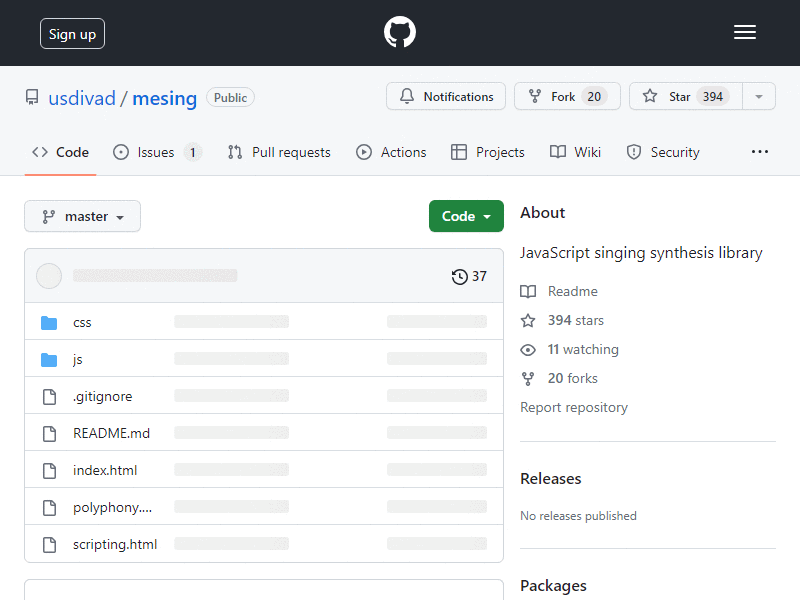 Sign up
usdivad / mesing Public
Notifications
Fork 20
Star 394
Code
Issues 1
Pull requests
Actions
Projects
Wiki
Security
master
Code
37
css
js
.gitignore
README.md
index.html
polyphony....
scripting.html
About
JavaScript singing synthesis library
Readme
394 stars
11 watching
20 forks
Report repository
Releases
No releases published
Packages